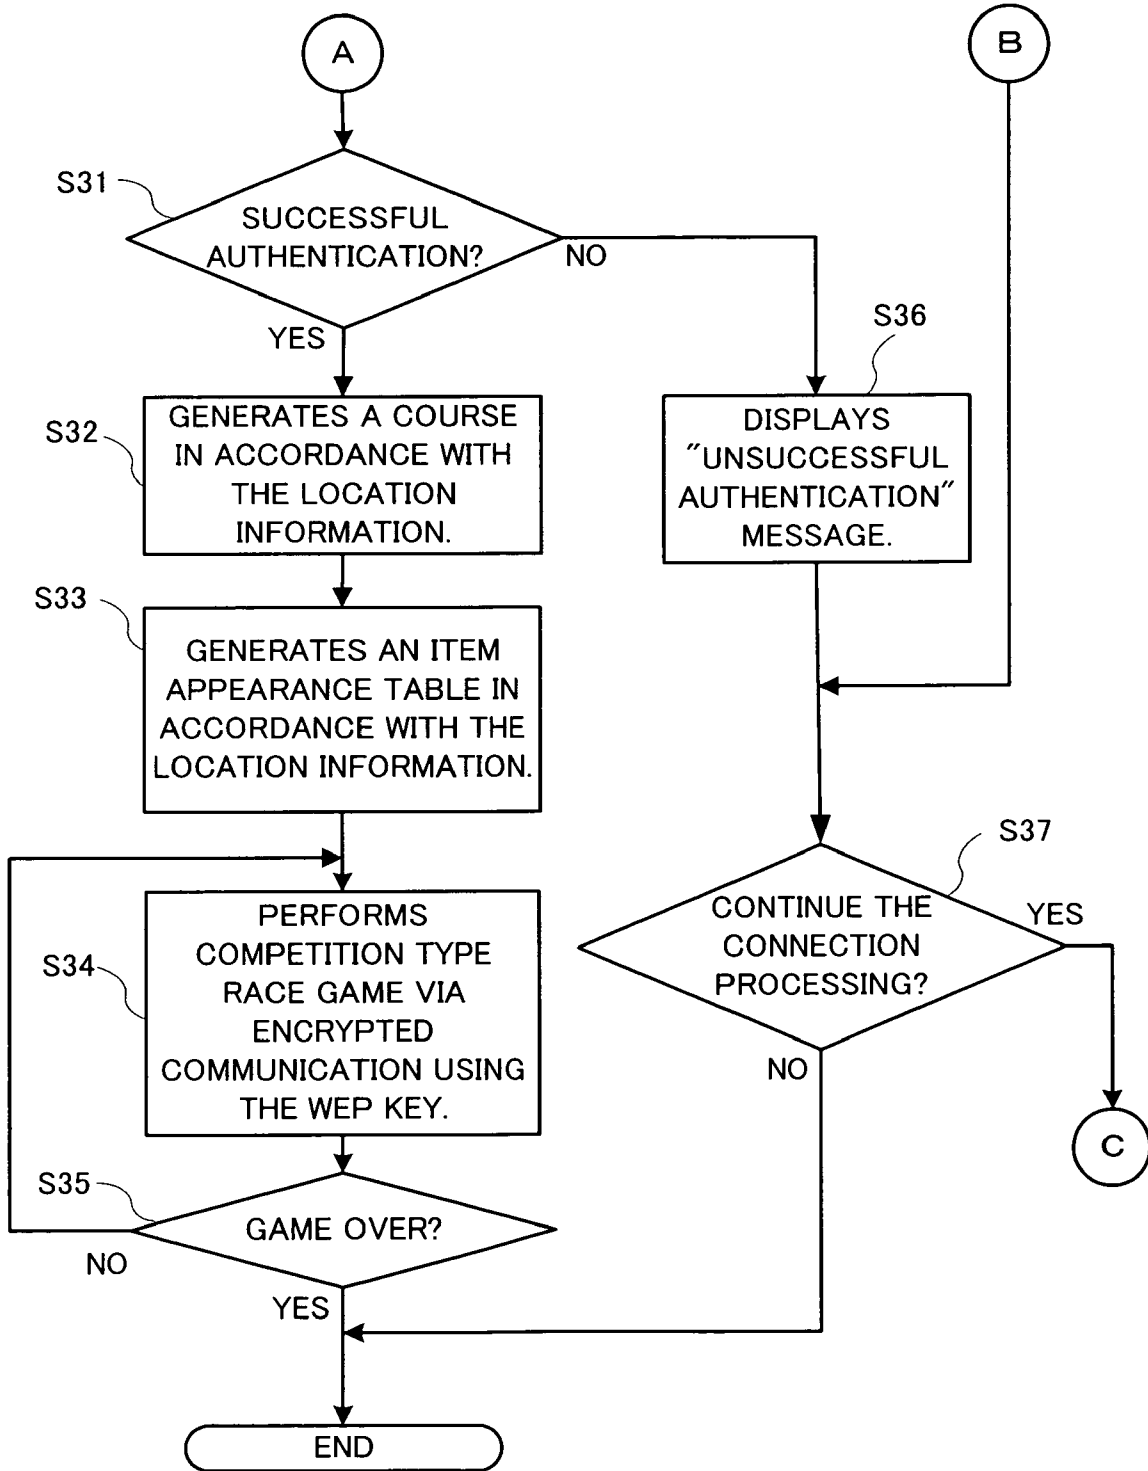 A
B
S31
SUCCESSFUL
AUTHENTICATION?
NO
YES
S36
S32
GENERATES A COURSE
IN ACCORDANCE WITH
THE LOCATION
INFORMATION.
DISPLAYS
"UNSUCCESSFUL
AUTHENTICATION"
MESSAGE.
S33
GENERATES AN ITEM
APPEARANCE TABLE IN
ACCORDANCE WITH THE
LOCATION INFORMATION.
S37
CONTINUE THE
CONNECTION
PROCESSING?
YES
NO
S34
PERFORMS
COMPETITION TYPE
RACE GAME VIA
ENCRYPTED
COMMUNICATION USING
THE WEP KEY.
C
S35
GAME OVER?
NO
YES
END